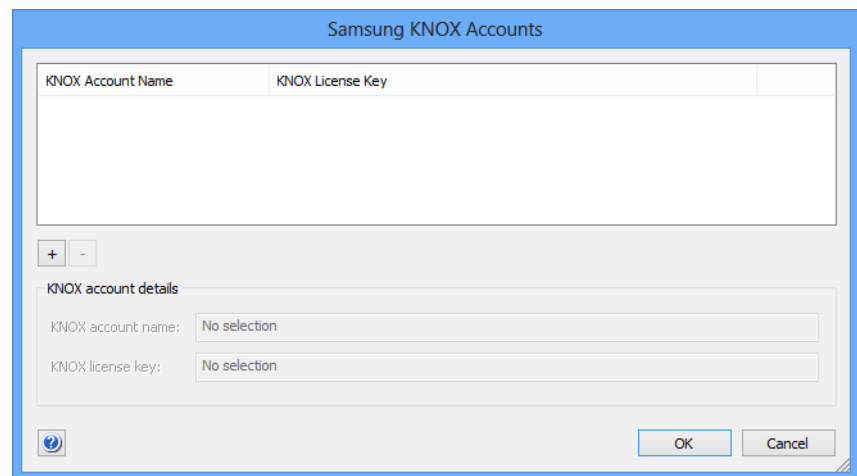 Samsung KNOX Accounts
KNOX Account Name KNOX License Key
+ -
KNOX account details
KNOX account name: No selection
KNOX license key: No selection
? OK Cancel